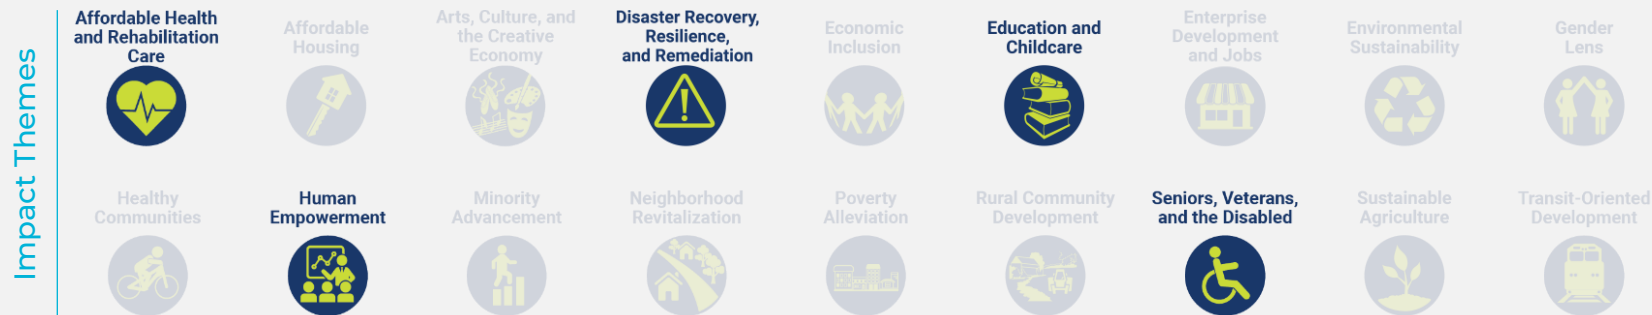 Impact Themes
Affordable Health
and Rehabilitation
Care
Affordable
Housing
Arts, Culture, and
the Creative
Economy
Disaster Recovery,
Resilience,
and Remediation
Economic
Inclusion
Education and
Childcare
Enterprise
Development
and Jobs
Environmental
Sustainability
Gender
Lens
Healthy
Communities
Human
Empowerment
Minority
Advancement
Neighborhood
Revitalization
Poverty
Alleviation
Rural Community
Development
Seniors, Veterans,
and the Disabled
Sustainable
Agriculture
Transit-Oriented
Development